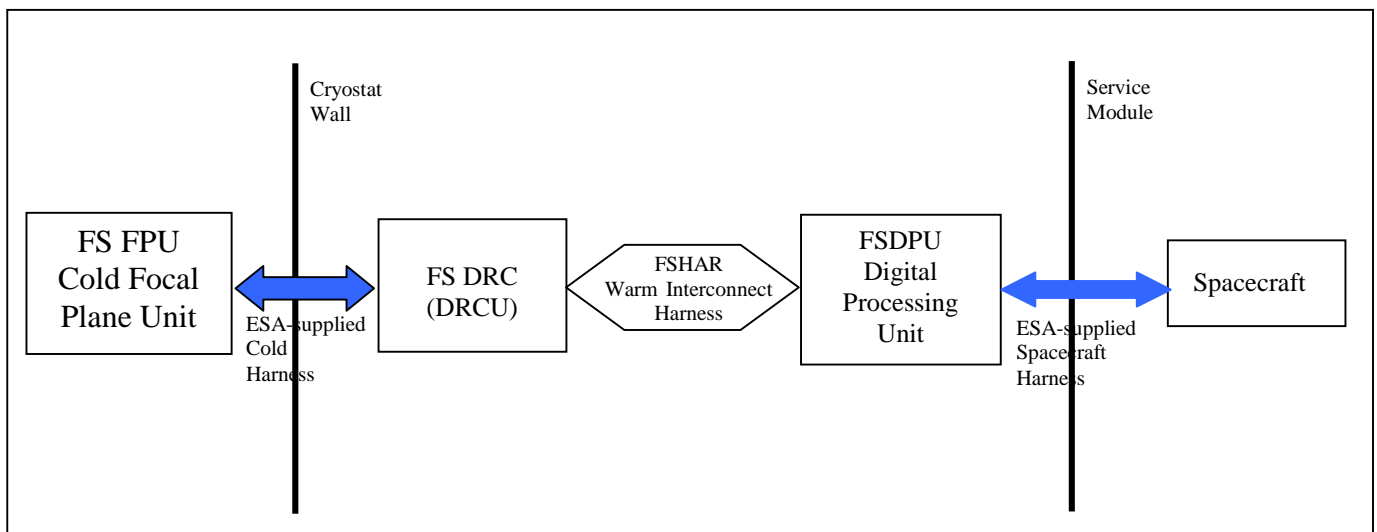 Cryostat
Wall
Service
Module
FS FPU
Cold Focal
Plane Unit
ESA-supplied
Cold
Harness
FS DRC
(DRCU)
FSHAR
Warm Interconnect
Harness
FSDPU
Digital
Processing
Unit
ESA-supplied
Spacecraft
Harness
Spacecraft